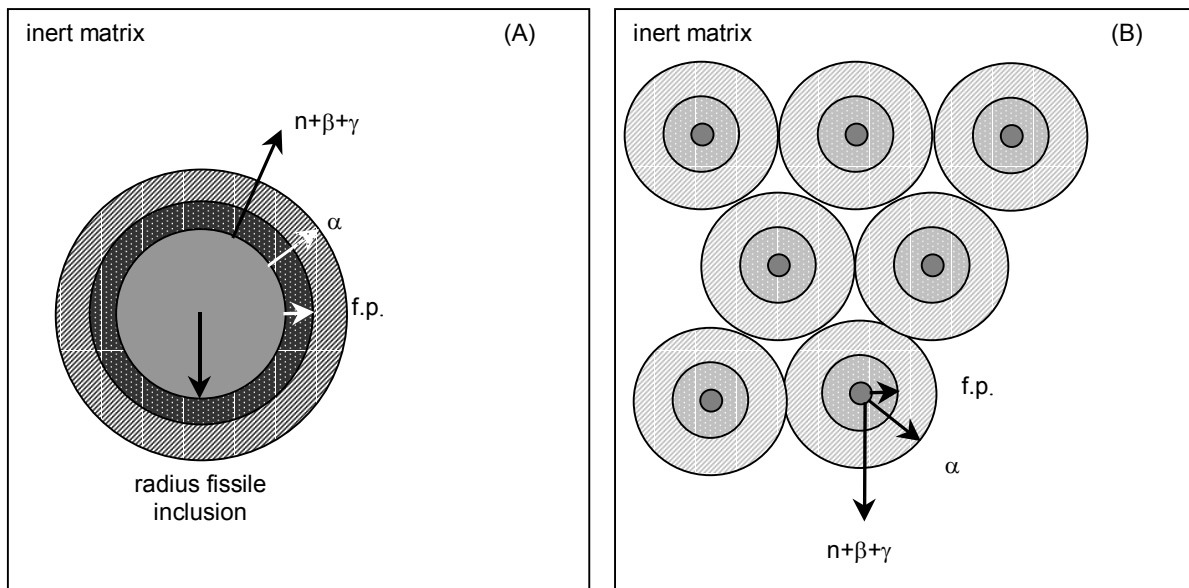 inert matrix
(A)
n+β+γ
α
f.p.
radius fissile
inclusion
inert matrix
(B)
f.p.
α
n+β+γ